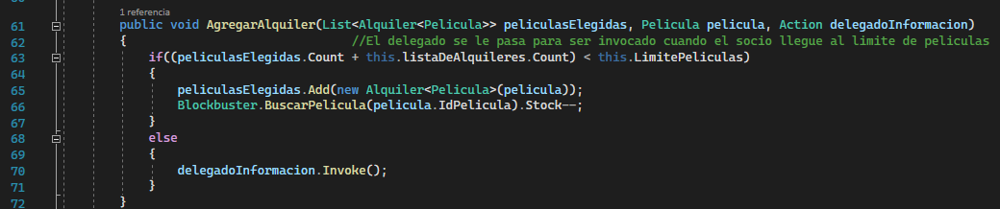 1 referencia
61 public void AgregarAlquiler(List<Alquiler<Pelicula>> peliculasElegidas, Pelicula pelicula, Action delegadoInformacion)
62 { //El delegado se le pasa para ser invocado cuando el socio llegue al limite de peliculas
63 if((peliculasElegidas.Count + this.listaDeAlquileres.Count) < this.LimitePeliculas)
64 {
65 peliculasElegidas.Add(new Alquiler<Pelicula>(pelicula));
66 Blockbuster.BuscarPelicula(pelicula.IdPelicula).Stock--;
67 }
68 else
69 {
70 delegadoInformacion.Invoke();
71 }
72 }